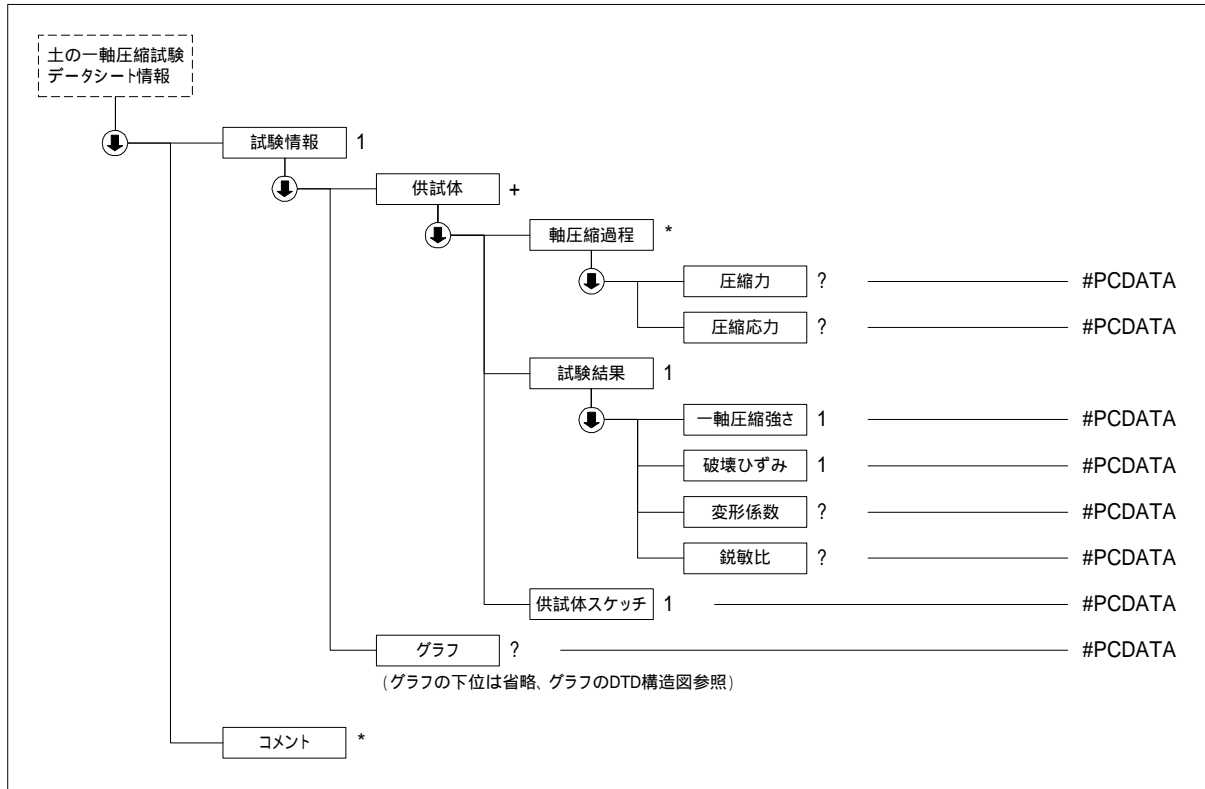 土の一軸圧縮試験
データシート情報
試験情報 1
供試体 +
軸圧縮過程 *
圧縮力 ? #PCDATA
圧縮応力 ? #PCDATA
試験結果 1
一軸圧縮強さ 1 #PCDATA
破壊ひずみ 1 #PCDATA
変形係数 ? #PCDATA
鋭敏比 ? #PCDATA
供試体スケッチ 1 #PCDATA
グラフ ? #PCDATA
(グラフの下位は省略、グラフのDTD構造図参照)
コメント *